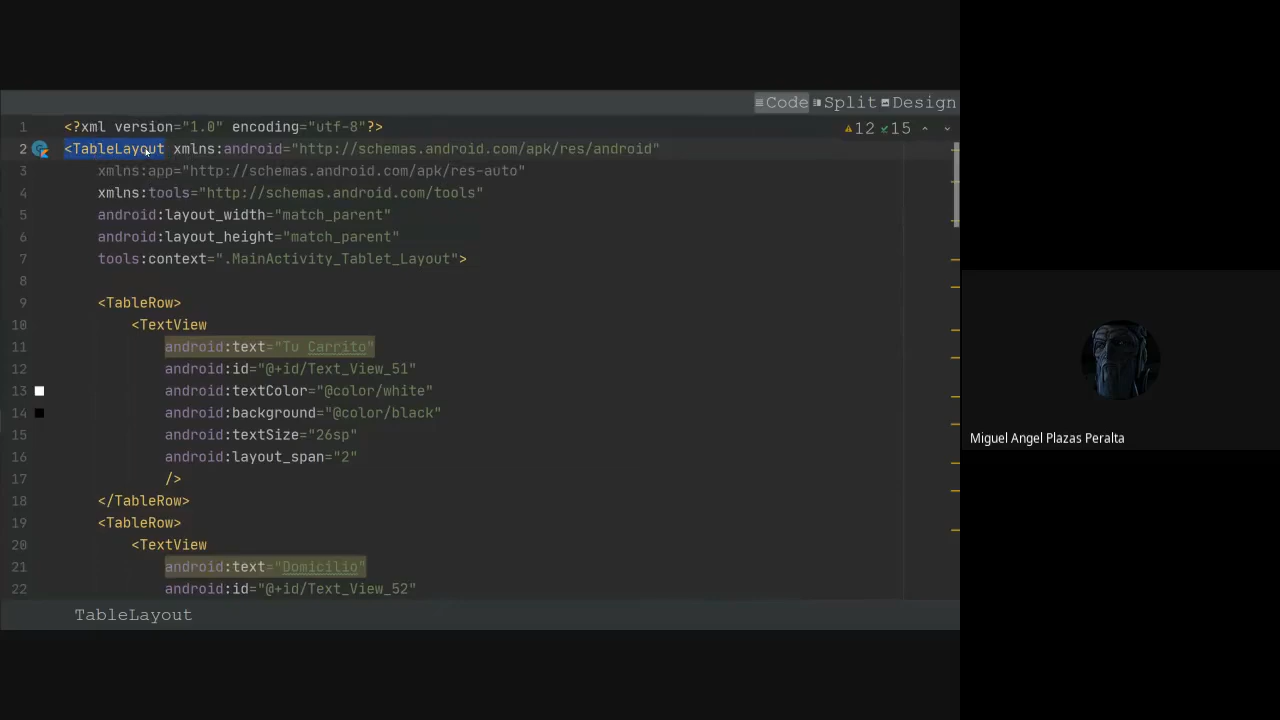 Code Split Design
12 15
1 <?xml version="1.0" encoding="utf-8"?>
2 <TableLayout xmlns:android="http://schemas.android.com/apk/res/android"
3 xmlns:app="http://schemas.android.com/apk/res-auto"
4 xmlns:tools="http://schemas.android.com/tools"
5 android:layout_width="match_parent"
6 android:layout_height="match_parent"
7 tools:context=".MainActivity_Tablet_Layout">
8
9 <TableRow>
10 <TextView
11 android:text="Tu Carrito"
12 android:id="@+id/Text_View_51"
13 android:textColor="@color/white"
14 android:background="@color/black"
15 android:textSize="26sp"
16 android:layout_span="2"
17 />
18 </TableRow>
19 <TableRow>
20 <TextView
21 android:text="Domicilio"
22 android:id="@+id/Text_View_52"
TableLayout
Miguel Angel Plazas Peralta